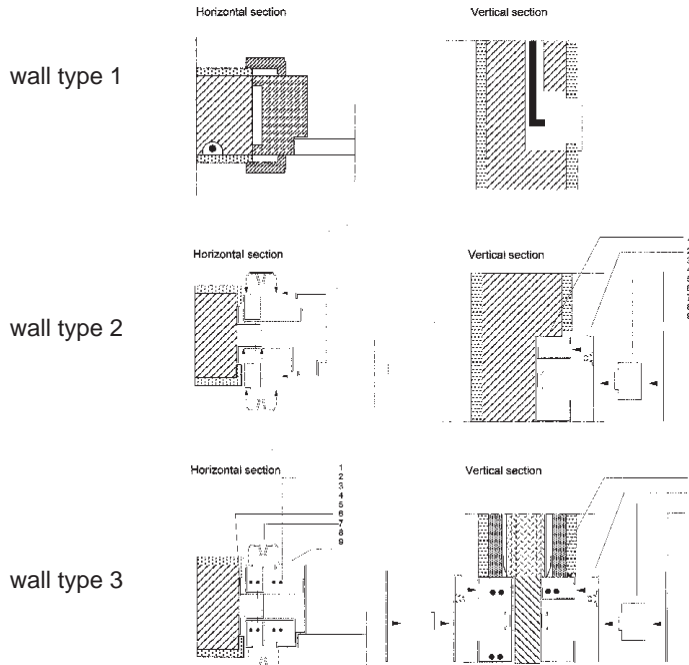 Horizontal section
Vertical section
wall type 1
Horizontal section
Vertical section
wall type 2
Horizontal section
Vertical section
1
2
3
4
5
6
7
8
9
wall type 3